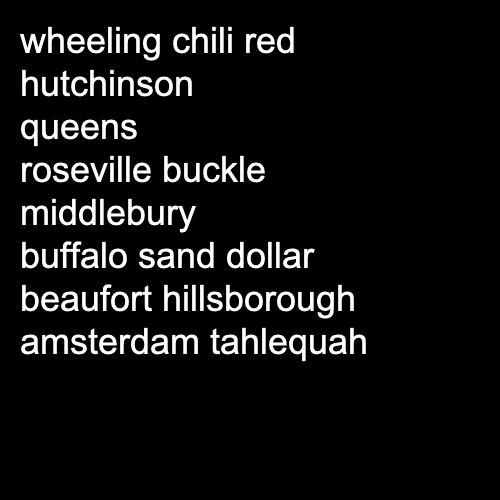 wheeling chili red
hutchinson
queens
roseville buckle
middlebury
buffalo sand dollar
beaufort hillsborough
amsterdam tahlequah